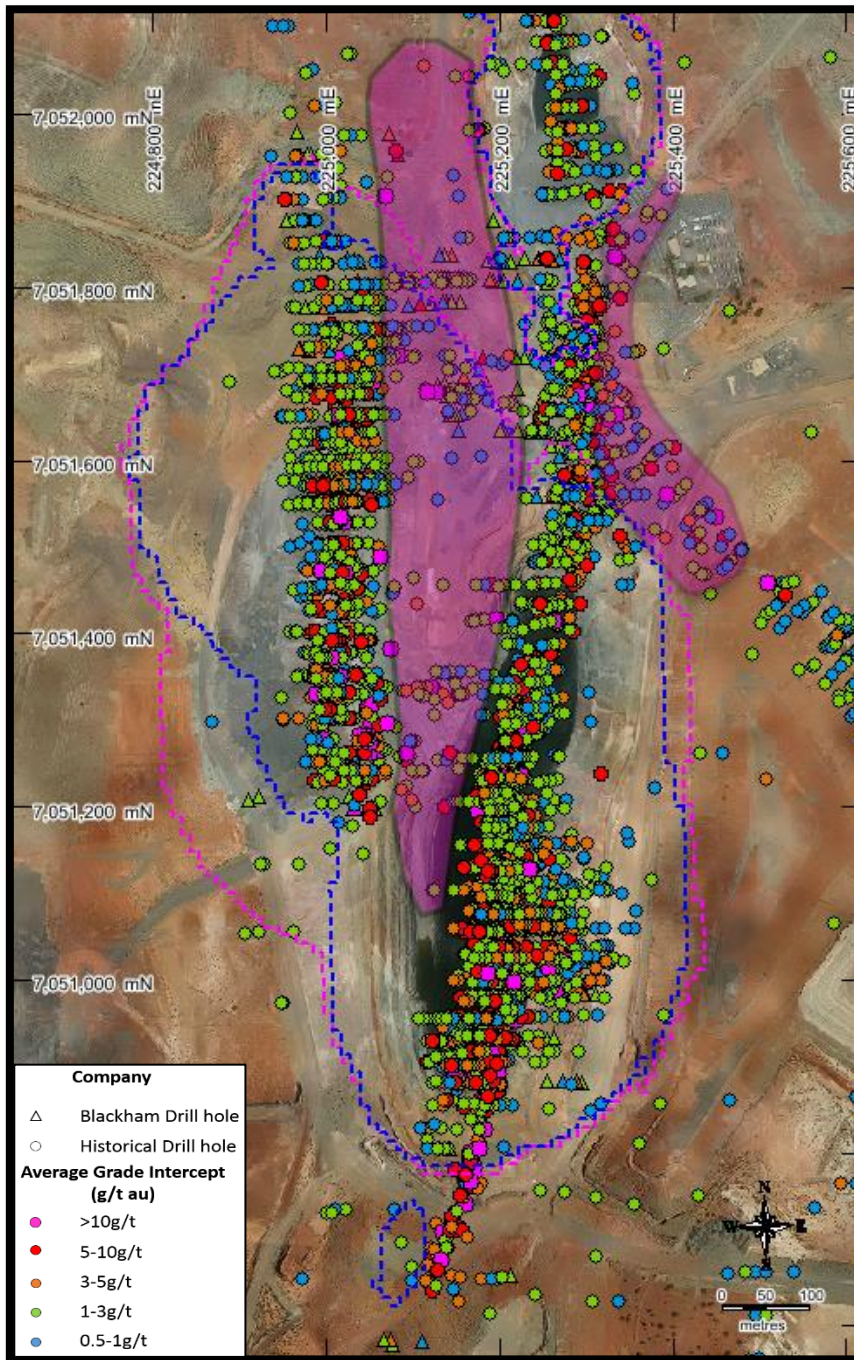 224,800 mE
225,000 mE
225,200 mE
225,400 mE
225,600 mE
7,052,000 mN
7,051,800 mN
7,051,600 mN
7,051,400 mN
7,051,200 mN
7,051,000 mN
Company
Blackham Drill hole
Historical Drill hole
Average Grade Intercept
(g/t au)
>10g/t
5-10g/t
3-5g/t
1-3g/t
0.5-1g/t
N
W E
S
0 50 100
metres